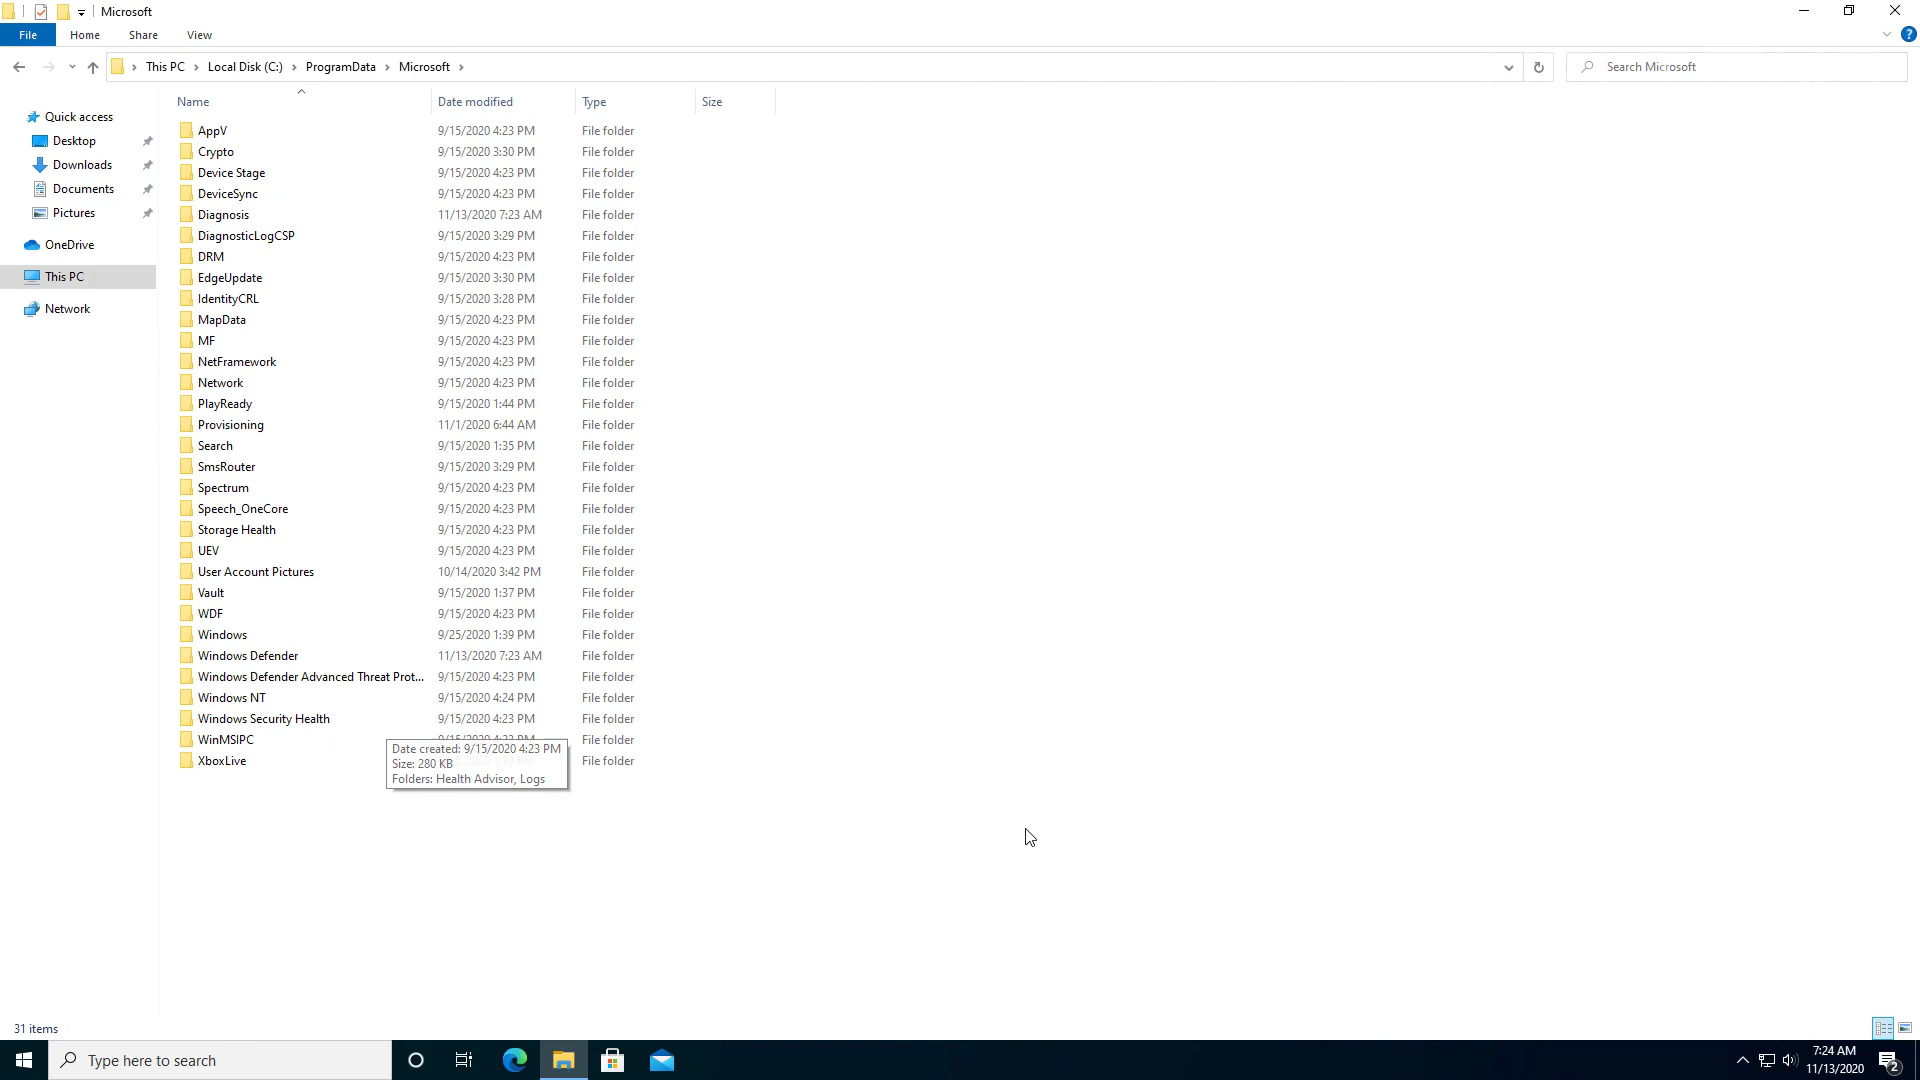 Microsoft
File Home Share View
This PC Local Disk (C:) ProgramData Microsoft
Search Microsoft
Name Date modified Type Size
Quick access
Desktop
Downloads
Documents
Pictures
OneDrive
This PC
Network
AppV 9/15/2020 4:23 PM File folder
Crypto 9/15/2020 3:30 PM File folder
Device Stage 9/15/2020 4:23 PM File folder
DeviceSync 9/15/2020 4:23 PM File folder
Diagnosis 11/13/2020 7:23 AM File folder
DiagnosticLogCSP 9/15/2020 3:29 PM File folder
DRM 9/15/2020 4:23 PM File folder
EdgeUpdate 9/15/2020 3:30 PM File folder
IdentityCRL 9/15/2020 3:28 PM File folder
MapData 9/15/2020 4:23 PM File folder
MF 9/15/2020 4:23 PM File folder
NetFramework 9/15/2020 4:23 PM File folder
Network 9/15/2020 4:23 PM File folder
PlayReady 9/15/2020 1:44 PM File folder
Provisioning 11/1/2020 6:44 AM File folder
Search 9/15/2020 1:35 PM File folder
SmsRouter 9/15/2020 3:29 PM File folder
Spectrum 9/15/2020 4:23 PM File folder
Speech_OneCore 9/15/2020 4:23 PM File folder
Storage Health 9/15/2020 4:23 PM File folder
UEV 9/15/2020 4:23 PM File folder
User Account Pictures 10/14/2020 3:42 PM File folder
Vault 9/15/2020 1:37 PM File folder
WDF 9/15/2020 4:23 PM File folder
Windows 9/25/2020 1:39 PM File folder
Windows Defender 11/13/2020 7:23 AM File folder
Windows Defender Advanced Threat Prot... 9/15/2020 4:23 PM File folder
Windows NT 9/15/2020 4:24 PM File folder
Windows Security Health 9/15/2020 4:23 PM File folder
WinMSIPC File folder
XboxLive File folder
Date created: 9/15/2020 4:23 PM
Size: 280 KB
Folders: Health Advisor, Logs
31 items
Type here to search
7:24 AM
11/13/2020
2